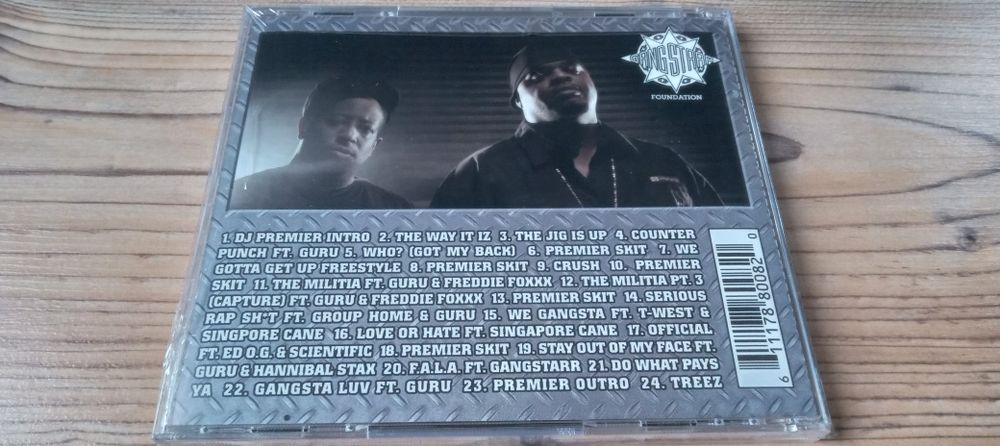 GANGSTARR
FOUNDATION
1. DJ PREMIER INTRO 2. THE WAY IT IZ 3. THE JIG IS UP 4. COUNTER
PUNCH FT. GURU 5. WHO? (GOT MY BACK) 6. PREMIER SKIT 7. WE
GOTTA GET UP FREESTYLE 8. PREMIER SKIT 9. CRUSH 10. PREMIER
SKIT 11. THE MILITIA FT. GURU & FREDDIE FOXXX 12. THE MILITIA PT. 3
(CAPTURE) FT. GURU & FREDDIE FOXXX 13. PREMIER SKIT 14. SERIOUS
RAP SH*T FT. GROUP HOME & GURU 15. WE GANGSTA FT. T-WEST &
SINGPORE CANE 16. LOVE OR HATE FT. SINGAPORE CANE 17. OFFICIAL
FT. ED O.G. & SCIENTIFIC 18. PREMIER SKIT 19. STAY OUT OF MY FACE FT.
GURU & HANNIBAL STAX 20. F.A.L.A. FT. GANGSTARR 21. DO WHAT PAYS
YA 22. GANGSTA LUV FT. GURU 23. PREMIER OUTRO 24. TREEZ
6 11178 80082 0